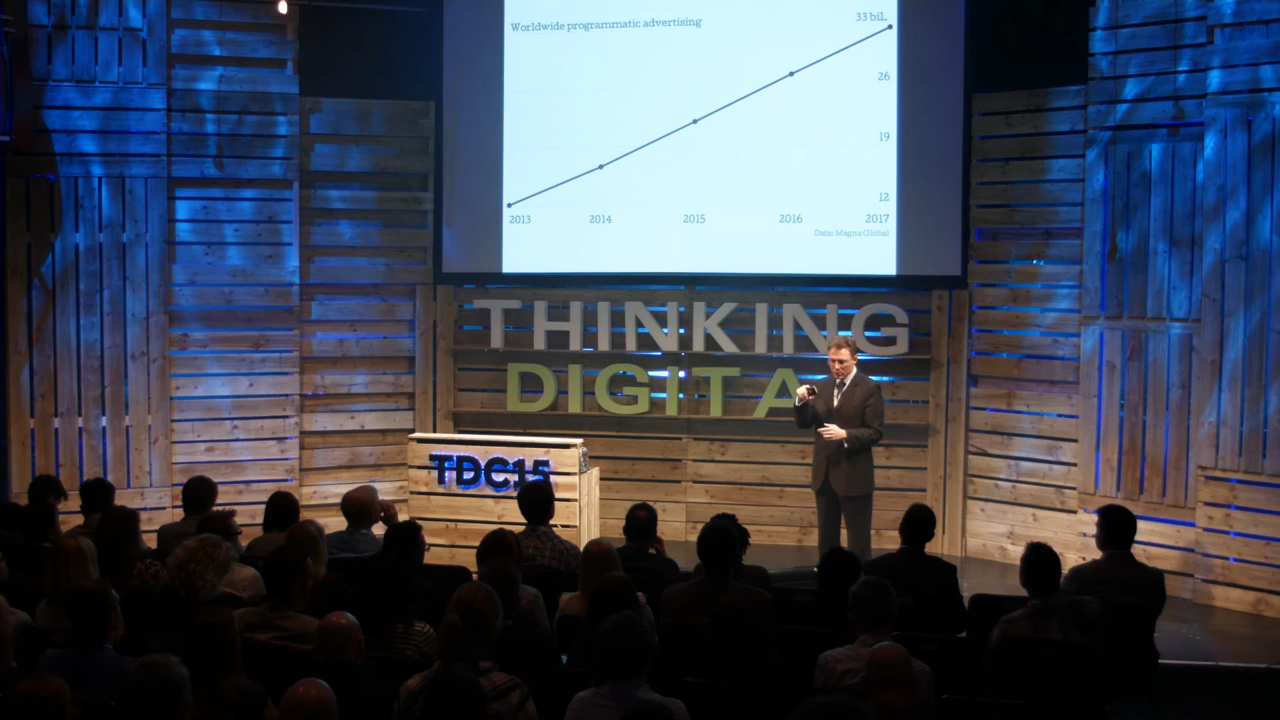 Worldwide programmatic advertising
33 bil.
26
19
12
2013 2014 2015 2016 2017
Data: Magna Global
THINKING
DIGITA
TDC15